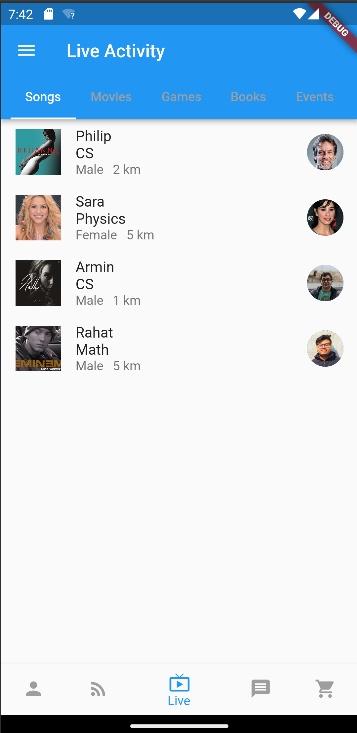 7:42
DEBUG
Live Activity
Songs
Movies
Games
Books
Events
Philip
CS
Male 2 km
Sara
Physics
Female 5 km
Armin
CS
Male 1 km
Rahat
Math
Male 5 km
EMINEM
Live